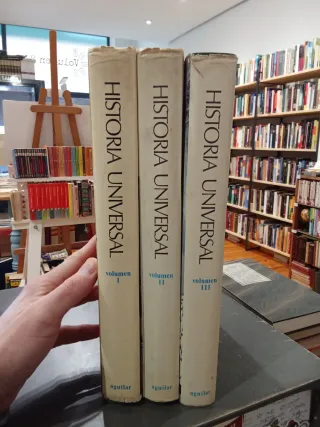 HISTORIA UNIVERSAL
volumen
I
aguilar
HISTORIA UNIVERSAL
volumen
II
aguilar
HISTORIA UNIVERSAL
volumen
III
aguilar